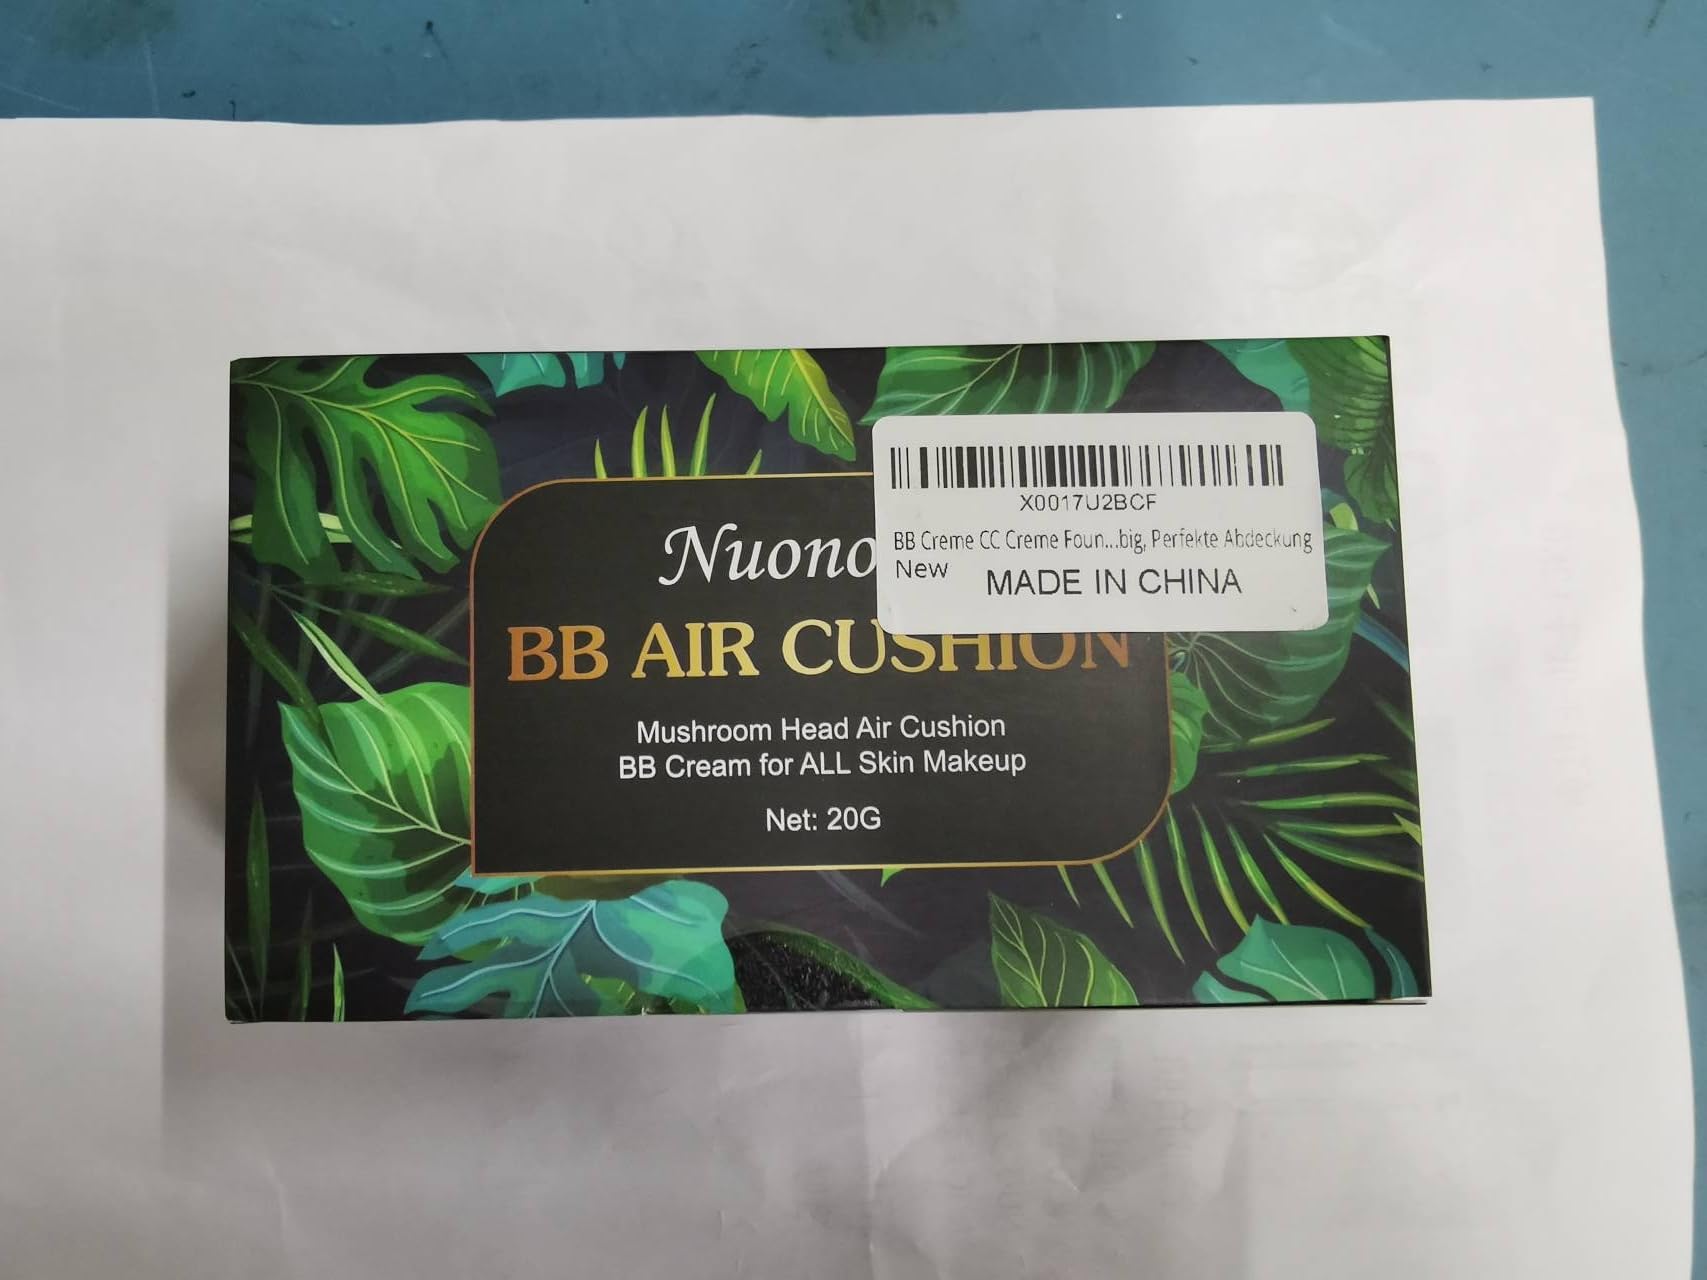 X0017U2BCF
BB Creme CC Creme Foun...big, Perfekte Abdeckung
New MADE IN CHINA
Nuono
BB AIR CUSHION
Mushroom Head Air Cushion
BB Cream for ALL Skin Makeup
Net: 20G